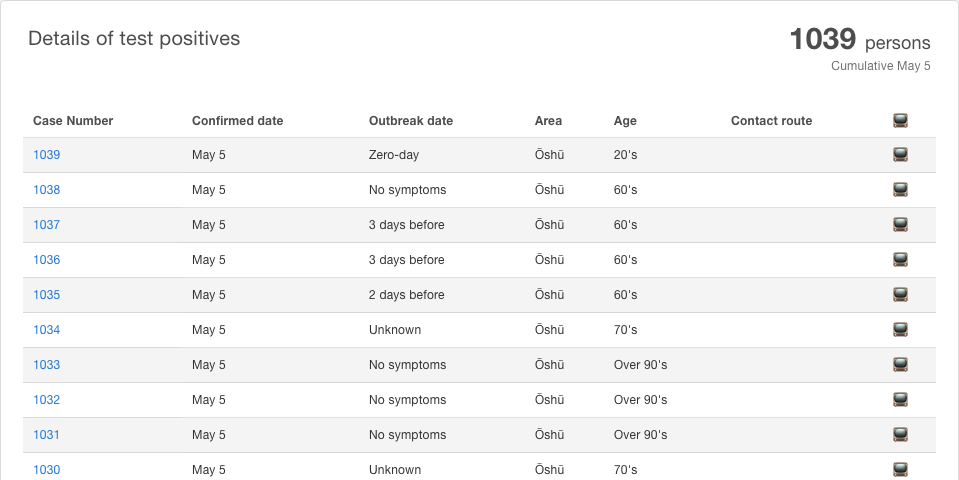 Details of test positives
1039 persons
Cumulative May 5
Case Number Confirmed date Outbreak date Area Age Contact route
1039 May 5 Zero-day Ōshū 20's
1038 May 5 No symptoms Ōshū 60's
1037 May 5 3 days before Ōshū 60's
1036 May 5 3 days before Ōshū 60's
1035 May 5 2 days before Ōshū 60's
1034 May 5 Unknown Ōshū 70's
1033 May 5 No symptoms Ōshū Over 90's
1032 May 5 No symptoms Ōshū Over 90's
1031 May 5 No symptoms Ōshū Over 90's
1030 May 5 Unknown Ōshū 70's